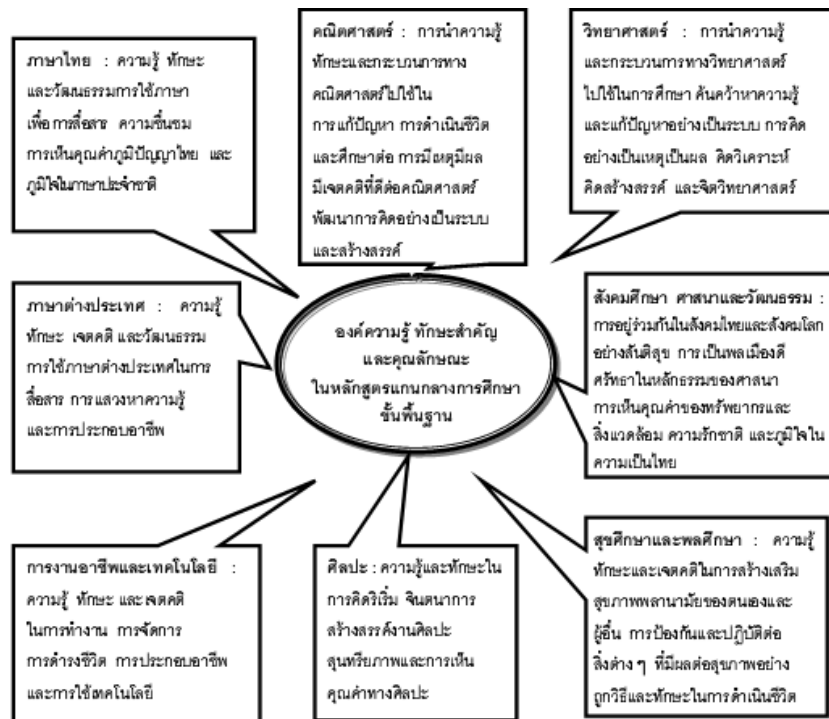 ภาษาไทย : ความรู้ ทักษะ
และวัฒนธรรมการใช้ภาษา
เพื่อการสื่อสาร ความชื่นชม
การเห็นคุณค่าภูมิปัญญาไทย และ
ภูมิใจในภาษาประจำชาติ
คณิตศาสตร์ : การนำความรู้
ทักษะและกระบวนการทาง
คณิตศาสตร์ไปใช้ใน
การแก้ปัญหา การดำเนินชีวิต
และศึกษาต่อ การมีเหตุมีผล
มีเจตคติที่ดีต่อคณิตศาสตร์
พัฒนาการคิดอย่างเป็นระบบ
และสร้างสรรค์
วิทยาศาสตร์ : การนำความรู้
และกระบวนการทางวิทยาศาสตร์
ไปใช้ในการศึกษา ค้นคว้าหาความรู้
และแก้ปัญหาอย่างเป็นระบบ การคิด
อย่างเป็นเหตุเป็นผล คิดวิเคราะห์
คิดสร้างสรรค์ และจิตวิทยาศาสตร์
ภาษาต่างประเทศ : ความรู้
ทักษะ เจตคติ และวัฒนธรรม
การใช้ภาษาต่างประเทศในการ
สื่อสาร การแสวงหาความรู้
และการประกอบอาชีพ
องค์ความรู้ ทักษะสำคัญ
และคุณลักษณะ
ในหลักสูตรแกนกลางการศึกษา
ขั้นพื้นฐาน
สังคมศึกษา ศาสนาและวัฒนธรรม :
การอยู่ร่วมกันในสังคมไทยและสังคมโลก
อย่างสันติสุข การเป็นพลเมืองดี
ศรัทธาในหลักธรรมของศาสนา
การเห็นคุณค่าของทรัพยากรและ
สิ่งแวดล้อม ความรักชาติ และภูมิใจใน
ความเป็นไทย
การงานอาชีพและเทคโนโลยี :
ความรู้ ทักษะ และเจตคติ
ในการทำงาน การจัดการ
การดำรงชีวิต การประกอบอาชีพ
และการใช้เทคโนโลยี
ศิลปะ : ความรู้และทักษะใน
การคิดริเริ่ม จินตนาการ
สร้างสรรค์งานศิลปะ
สุนทรียภาพและการเห็น
คุณค่าทางศิลปะ
สุขศึกษาและพลศึกษา : ความรู้
ทักษะและเจตคติในการสร้างเสริม
สุขภาพพลานามัยของตนเองและ
ผู้อื่น การป้องกันและปฏิบัติต่อ
สิ่งต่าง ๆ ที่มีผลต่อสุขภาพอย่าง
ถูกวิธีและทักษะในการดำเนินชีวิต